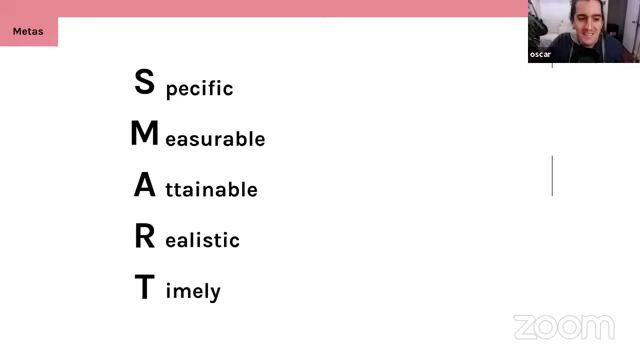 Metas
oscar
Specific
Measurable
Attainable
Realistic
Timely
zoom